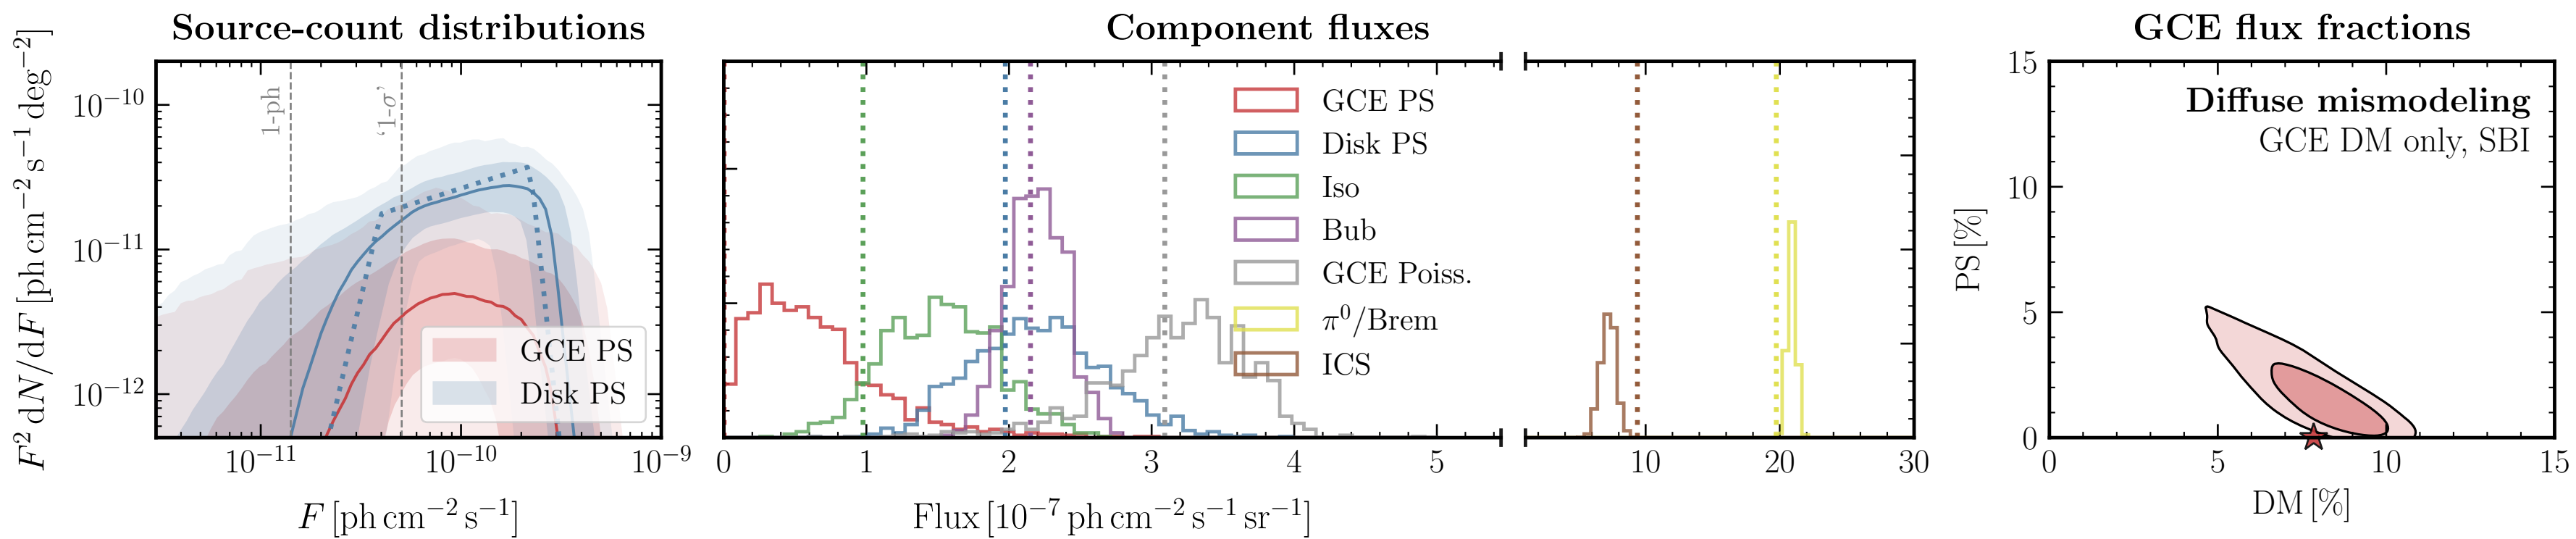 Source-count distributions
F² dN/dF [ph cm⁻² s⁻¹ deg⁻²]
10⁻¹⁰
10⁻¹¹
10⁻¹²
1-ph
‘1-σ’
GCE PS
Disk PS
10⁻¹¹ 10⁻¹⁰ 10⁻⁹
F [ph cm⁻² s⁻¹]
Component fluxes
GCE PS
Disk PS
Iso
Bub
GCE Poiss.
π⁰/Brem
ICS
0 1 2 3 4 5 10 20 30
Flux [10⁻⁷ ph cm⁻² s⁻¹ sr⁻¹]
GCE flux fractions
Diffuse mismodeling
GCE DM only, SBI
PS [%]
15
10
5
0
0 5 10 15
DM [%]